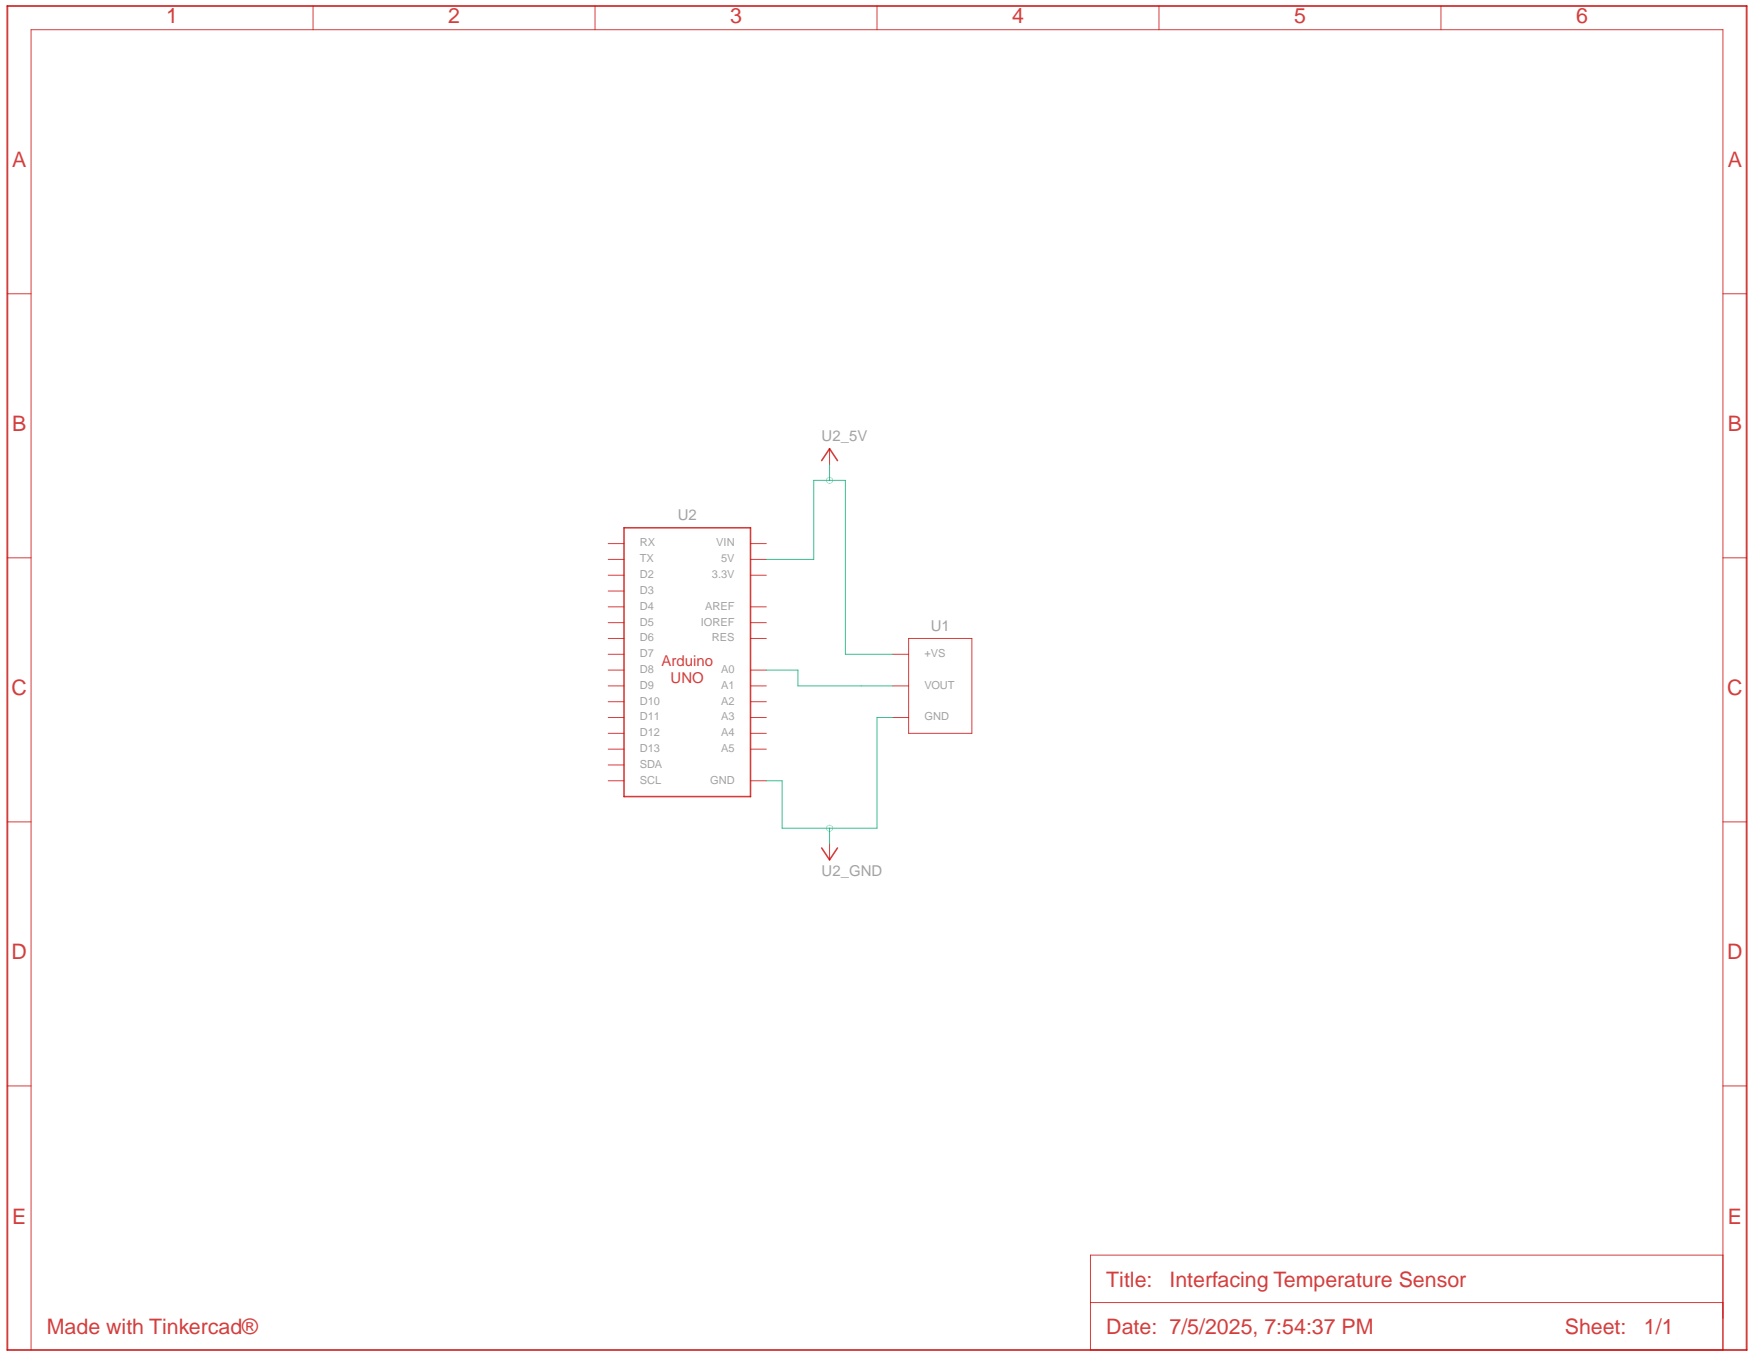 1 2 3 4 5 6
A A
B B
U2_5V
U2
RX VIN
TX 5V
D2 3.3V
D3
D4 AREF
D5 IOREF
D6 RES
U1
D7 +VS
Arduino
D8 A0
UNO
D9 A1 VOUT
C C
D10 A2
D11 A3 GND
D12 A4
D13 A5
SDA
SCL GND
U2_GND
D D
E E
Title: Interfacing Temperature Sensor
Made with Tinkercad®
Date: 7/5/2025, 7:54:37 PM Sheet: 1/1